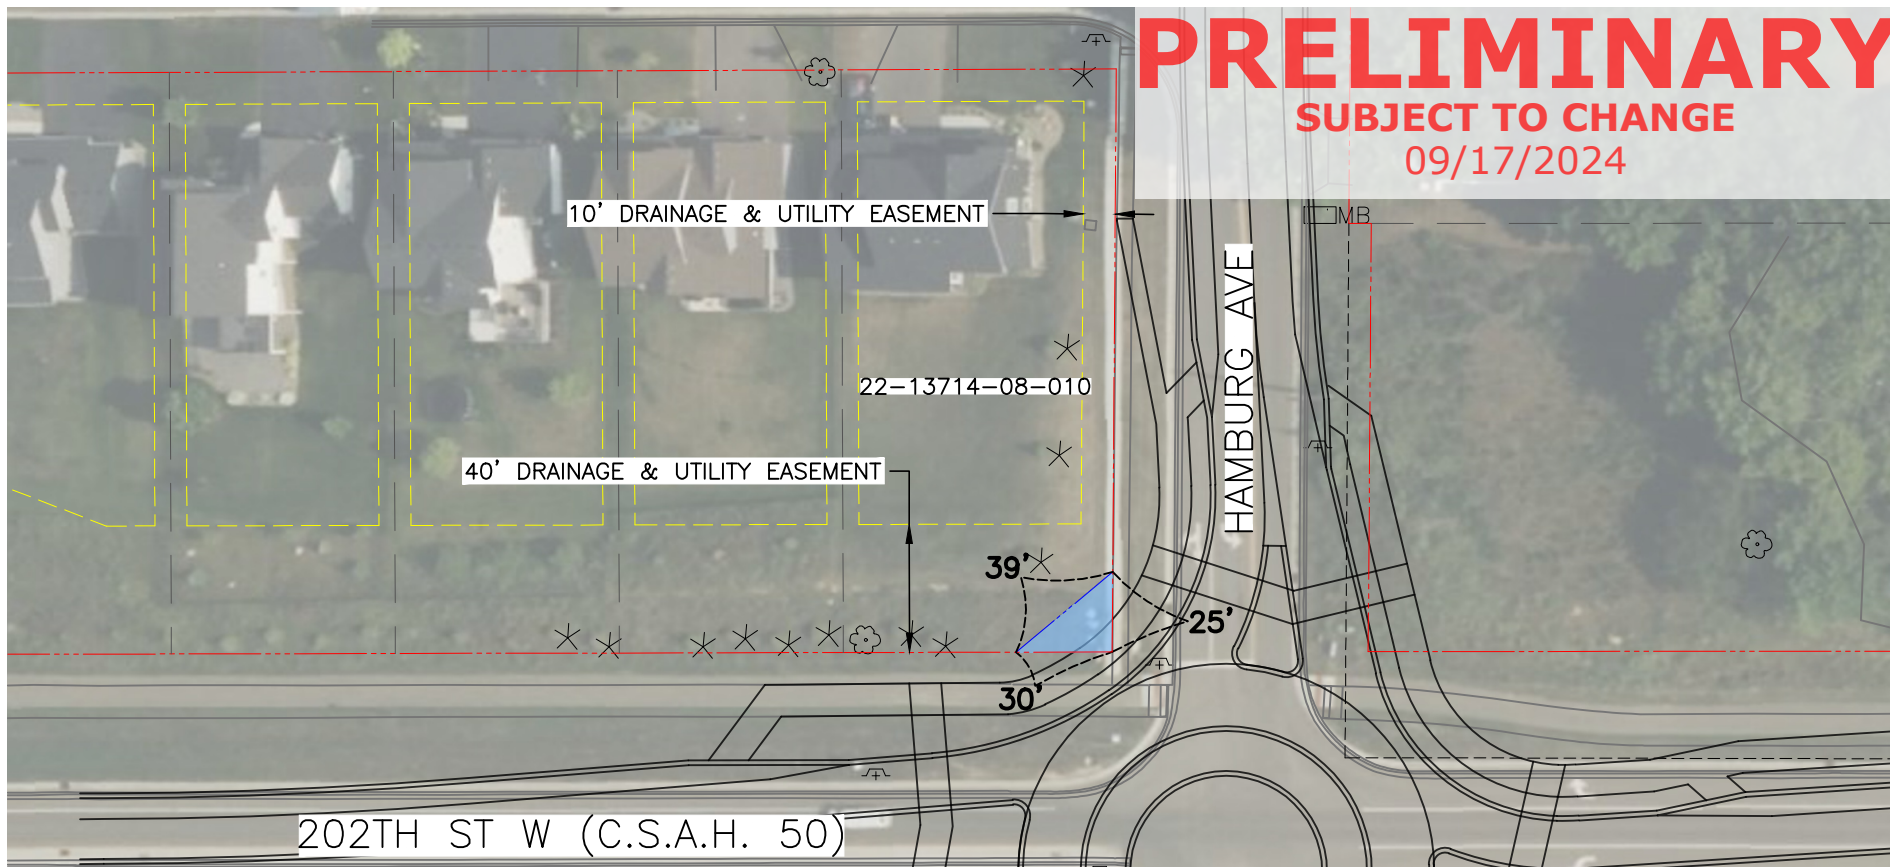 PRELIMINARY
SUBJECT TO CHANGE
09/17/2024
10' DRAINAGE & UTILITY EASEMENT
MB
HAMBURG AVE
22-13714-08-010
40' DRAINAGE & UTILITY EASEMENT
39'
25'
30'
202TH ST W (C.S.A.H. 50)